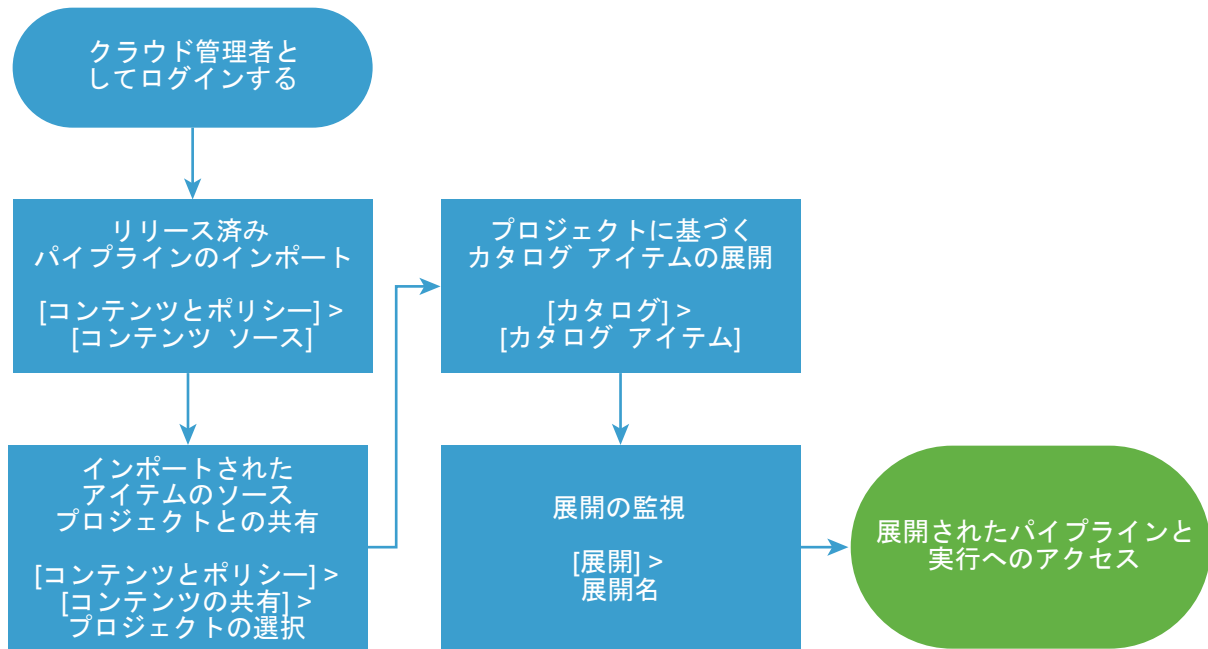 クラウド管理者と
してログインする
リリース済み
パイプラインのインポート
[コンテンツとポリシー] >
[コンテンツ ソース]
インポートされた
アイテムのソース
プロジェクトとの共有
[コンテンツとポリシー] >
[コンテンツの共有] >
プロジェクトの選択
プロジェクトに基づく
カタログ アイテムの展開
[カタログ] >
[カタログ アイテム]
展開の監視
[展開] >
展開名
展開されたパイプラインと
実行へのアクセス